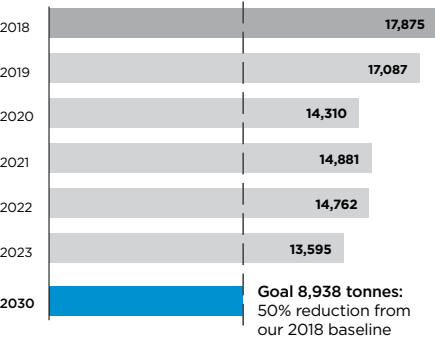 2018 17,875
2019 17,087
2020 14,310
2021 14,881
2022 14,762
2023 13,595
2030 Goal 8,938 tonnes:
50% reduction from
our 2018 baseline